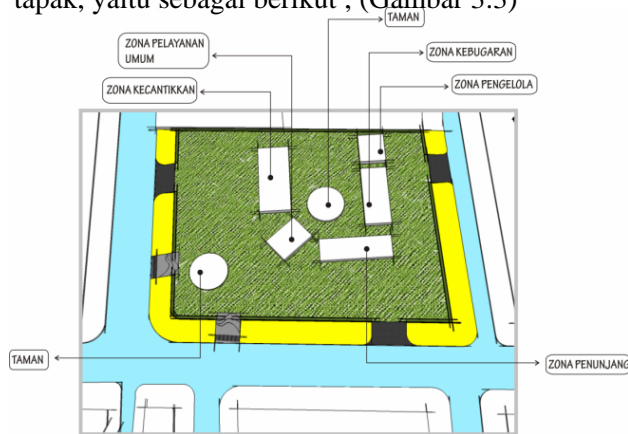 tapak, yaitu sebagai berikut ; (Gambar 3.3)
TAMAN
ZONA PELAYANAN
UMUM
ZONA KEBUGARAN
ZONA KECANTIKKAN
ZONA PENGELOLA
TAMAN
ZONA PENUNJANG